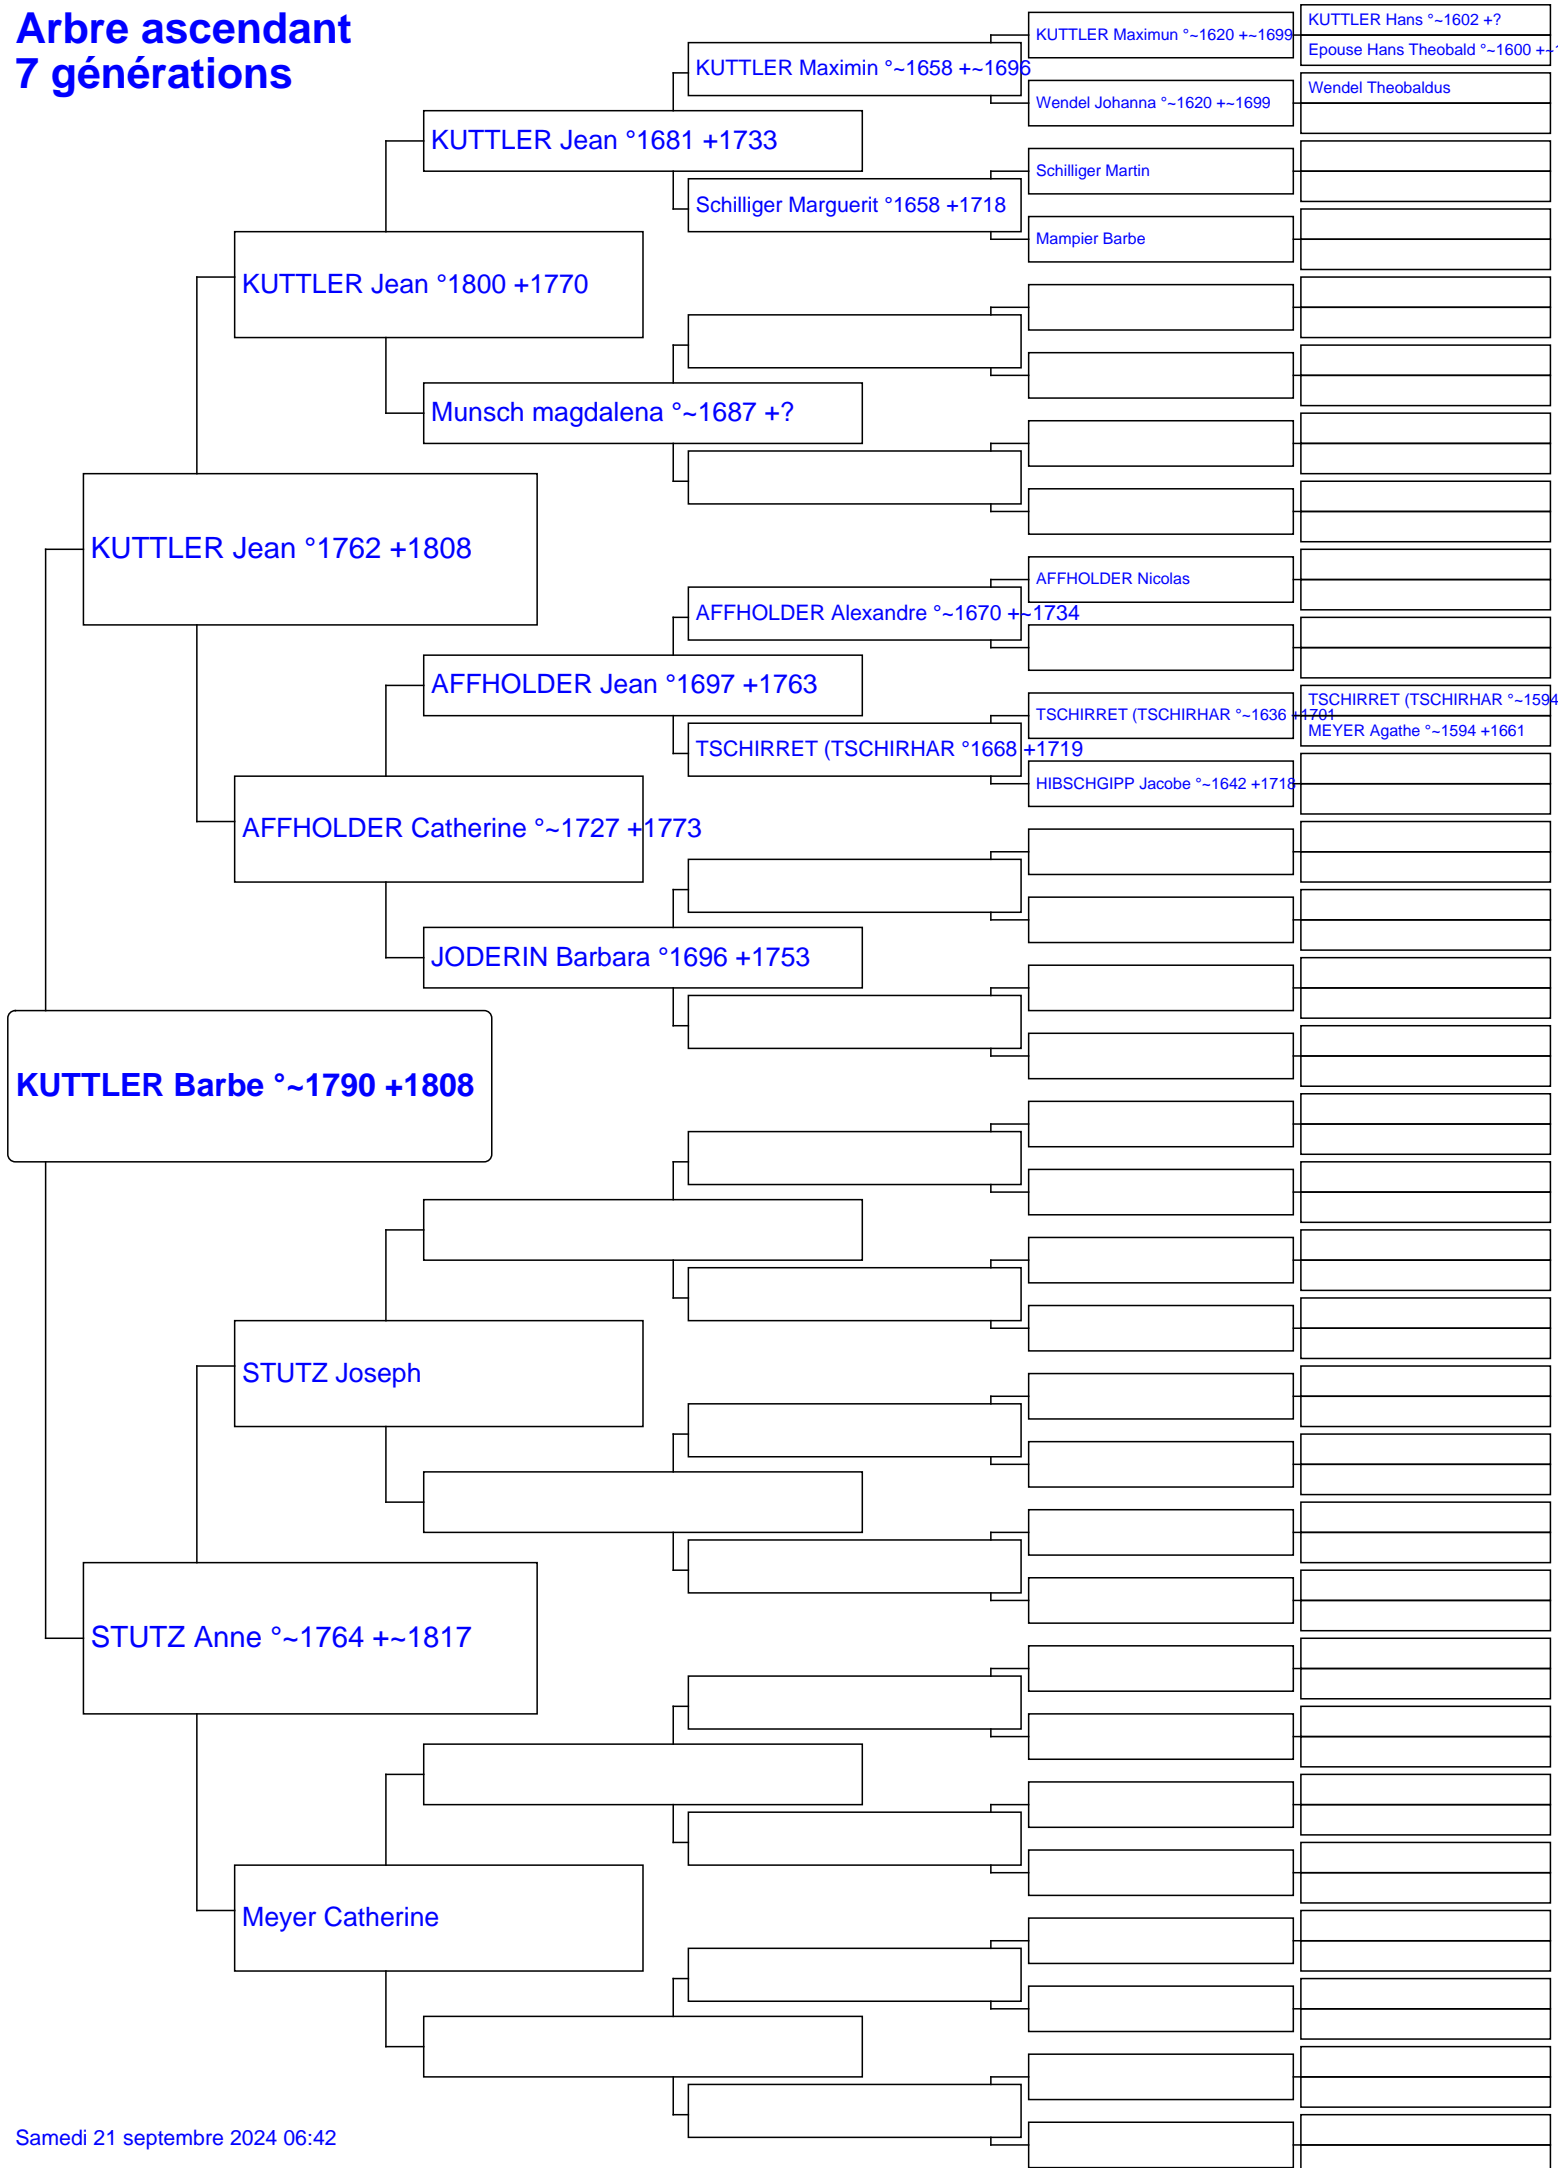 Arbre ascendant
7 générations
KUTTLER Hans °~1602 +?
KUTTLER Maximun °~1620 +~1699
Epouse Hans Theobald °~1600 +~
KUTTLER Maximin °~1658 +~1696
Wendel Theobaldus
Wendel Johanna °~1620 +~1699
KUTTLER Jean °1681 +1733
Schilliger Martin
Schilliger Marguerit °1658 +1718
Mampier Barbe
KUTTLER Jean °1800 +1770
Munsch magdalena °~1687 +?
KUTTLER Jean °1762 +1808
AFFHOLDER Nicolas
AFFHOLDER Alexandre °~1670 +~1734
AFFHOLDER Jean °1697 +1763
TSCHIRRET (TSCHIRHAR °~1594
TSCHIRRET (TSCHIRHAR °~1636 +1701
MEYER Agathe °~1594 +1661
TSCHIRRET (TSCHIRHAR °1668 +1719
HIBSCHGIPP Jacobe °~1642 +1718
AFFHOLDER Catherine °~1727 +1773
JODERIN Barbara °1696 +1753
KUTTLER Barbe °~1790 +1808
STUTZ Joseph
STUTZ Anne °~1764 +~1817
Meyer Catherine
Samedi 21 septembre 2024 06:42